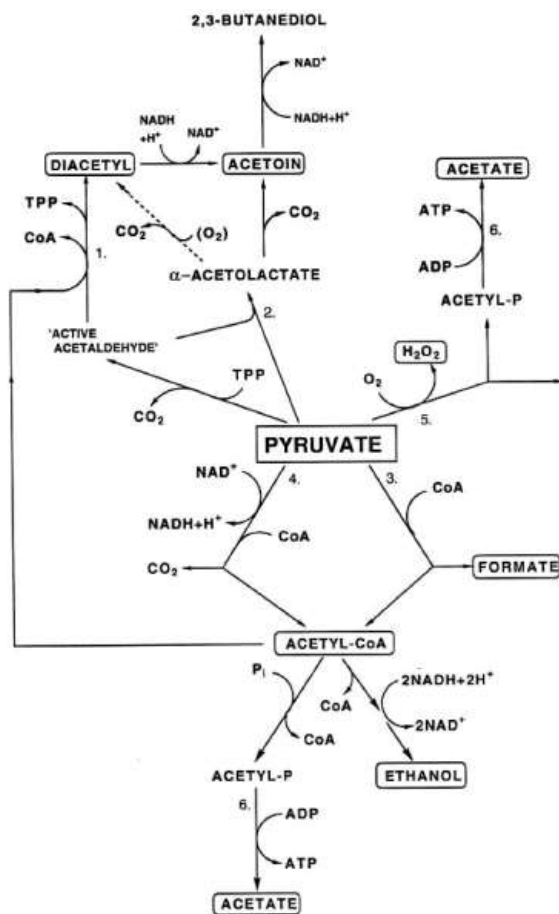 2,3-BUTANEDIOL
NAD⁺
NADH+H⁺
NADH
+H⁺
NAD⁺
DIACETYL
ACETOIN
ACETATE
TPP
CoA
1.
CO₂
(O₂)
CO₂
ATP
6.
ADP
α-ACETOLACTATE
ACETYL-P
'ACTIVE
ACETALDEHYDE'
2.
TPP
CO₂
O₂
H₂O₂
5.
PYRUVATE
NAD⁺
4.
3.
CoA
NADH+H⁺
CoA
CO₂
FORMATE
ACETYL-CoA
Pᵢ
CoA
2NADH+2H⁺
CoA
2NAD⁺
ACETYL-P
ETHANOL
6.
ADP
ATP
ACETATE